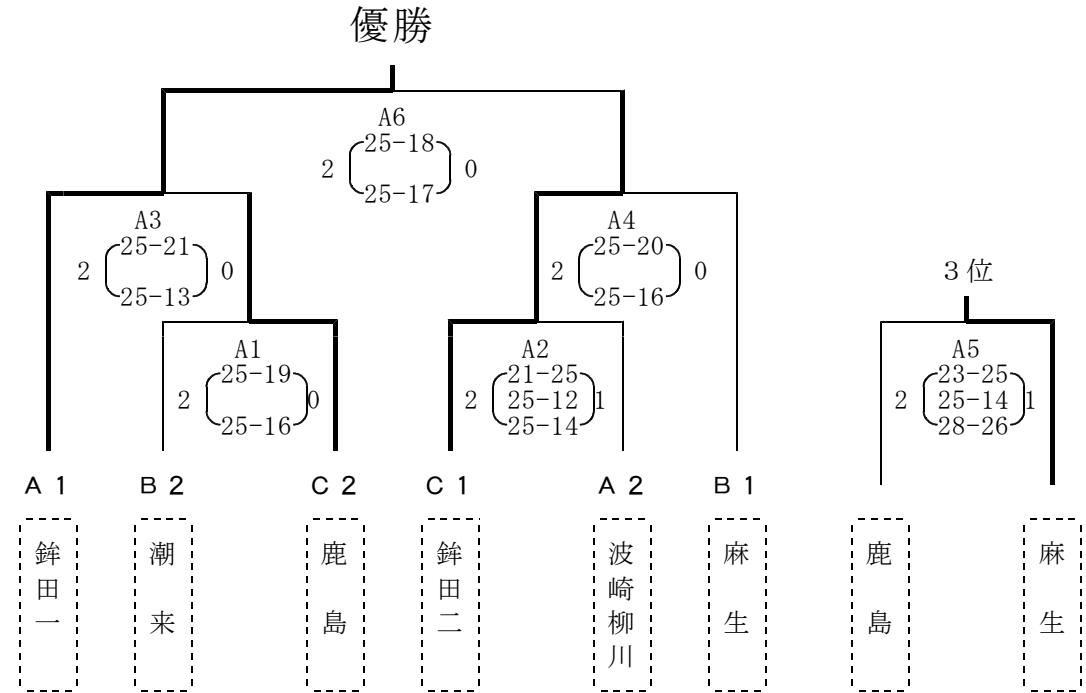 優勝
A6
25-18
2 0
25-17
A3
25-21
2 0
25-13
A4
25-20
2 0
25-16
３位
A1
25-19
2 0
25-16
A2
21-25
2 25-12 1
25-14
A5
23-25
2 25-14 1
28-26
Ａ１ Ｂ２ Ｃ２ Ｃ１ Ａ２ Ｂ１
鉾田一
潮来
鹿島
鉾田二
波崎柳川
麻生
鹿島
麻生